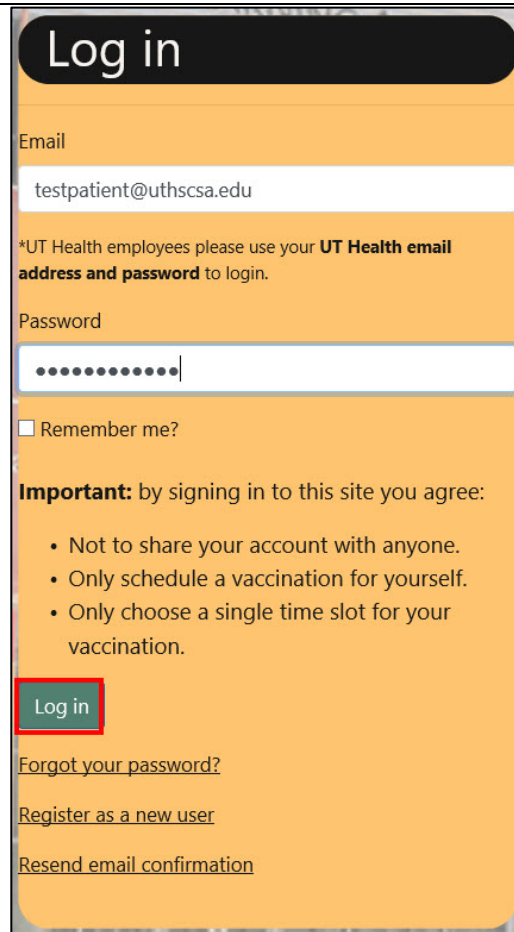 Log in
Email
testpatient@uthscsa.edu
*UT Health employees please use your UT Health email
address and password to login.
Password
••••••••••••
Remember me?
Important: by signing in to this site you agree:
• Not to share your account with anyone.
• Only schedule a vaccination for yourself.
• Only choose a single time slot for your
vaccination.
Log in
Forgot your password?
Register as a new user
Resend email confirmation